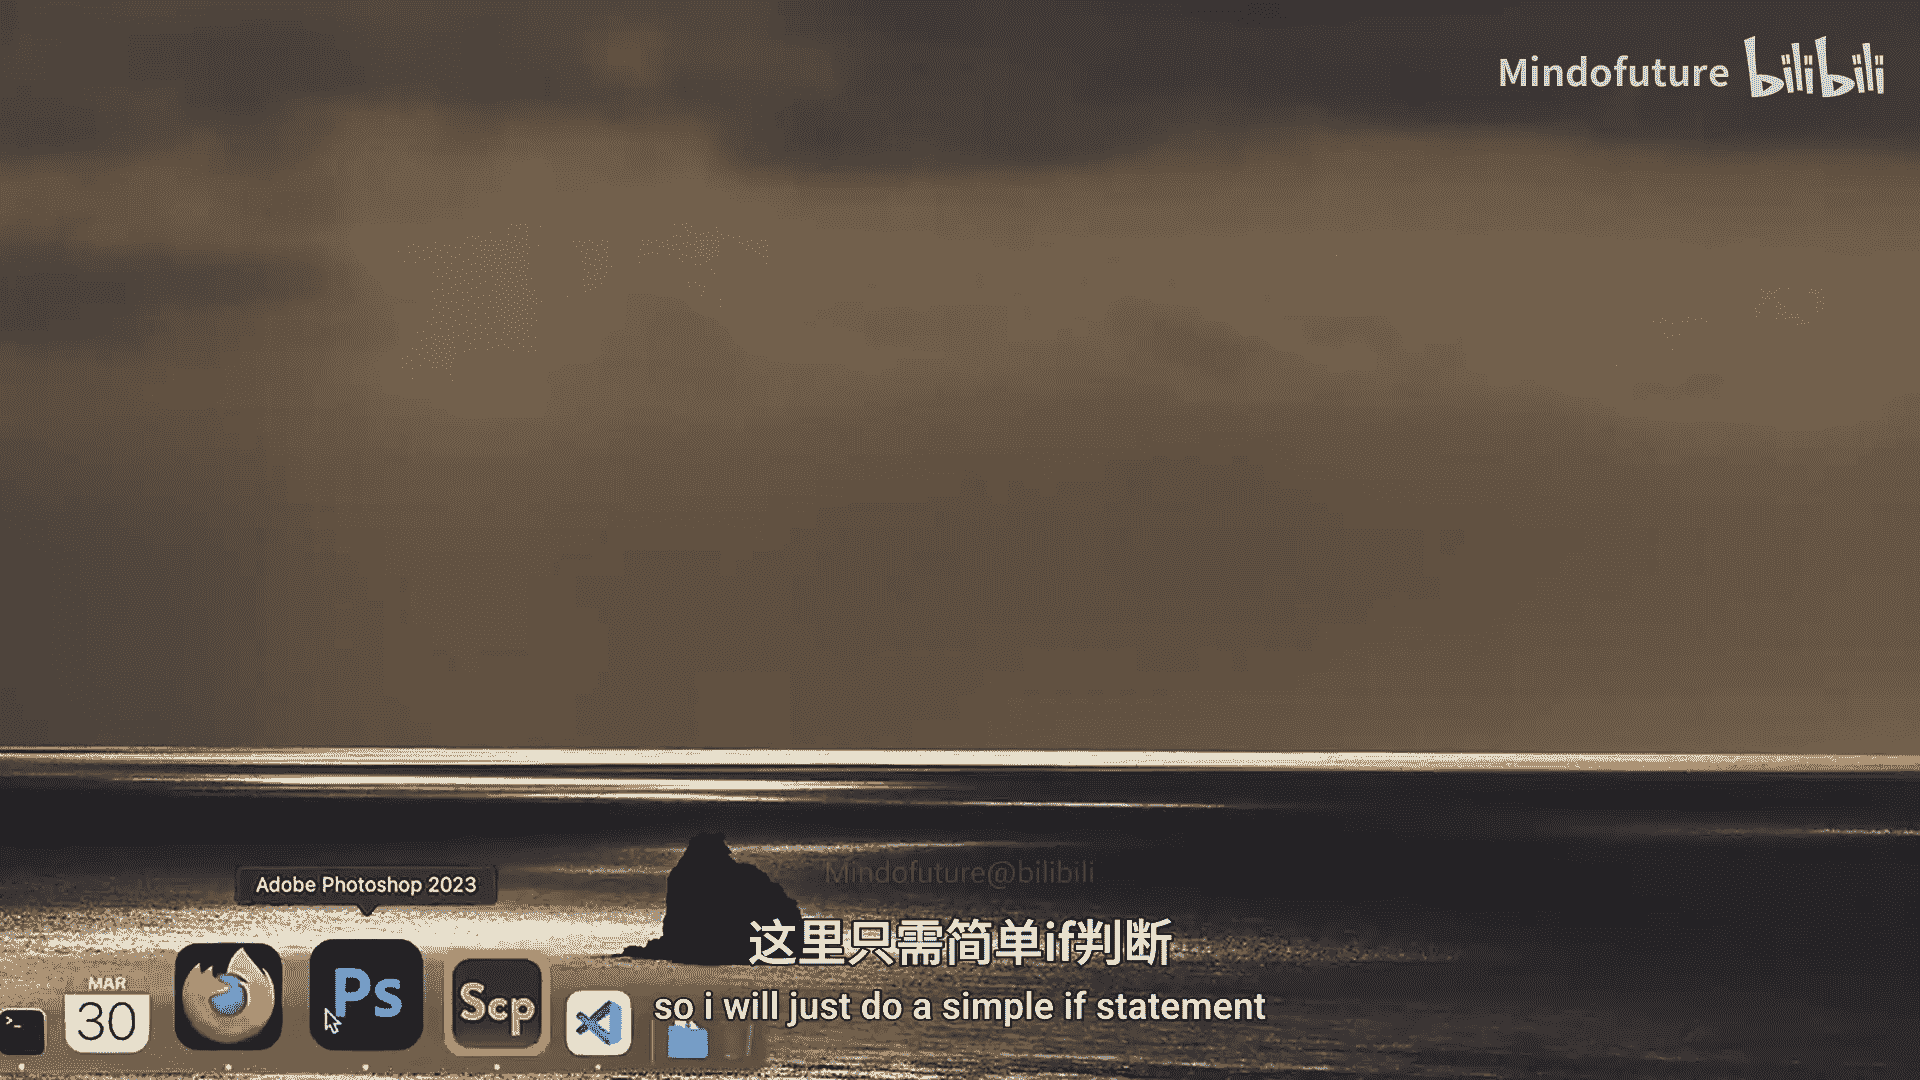 Mindofuture bilibili
Mindofuture@bilibili
Adobe Photoshop 2023
这里只需简单if判断
so i will just do a simple if statement
MAR
30
Ps
Scp
>_